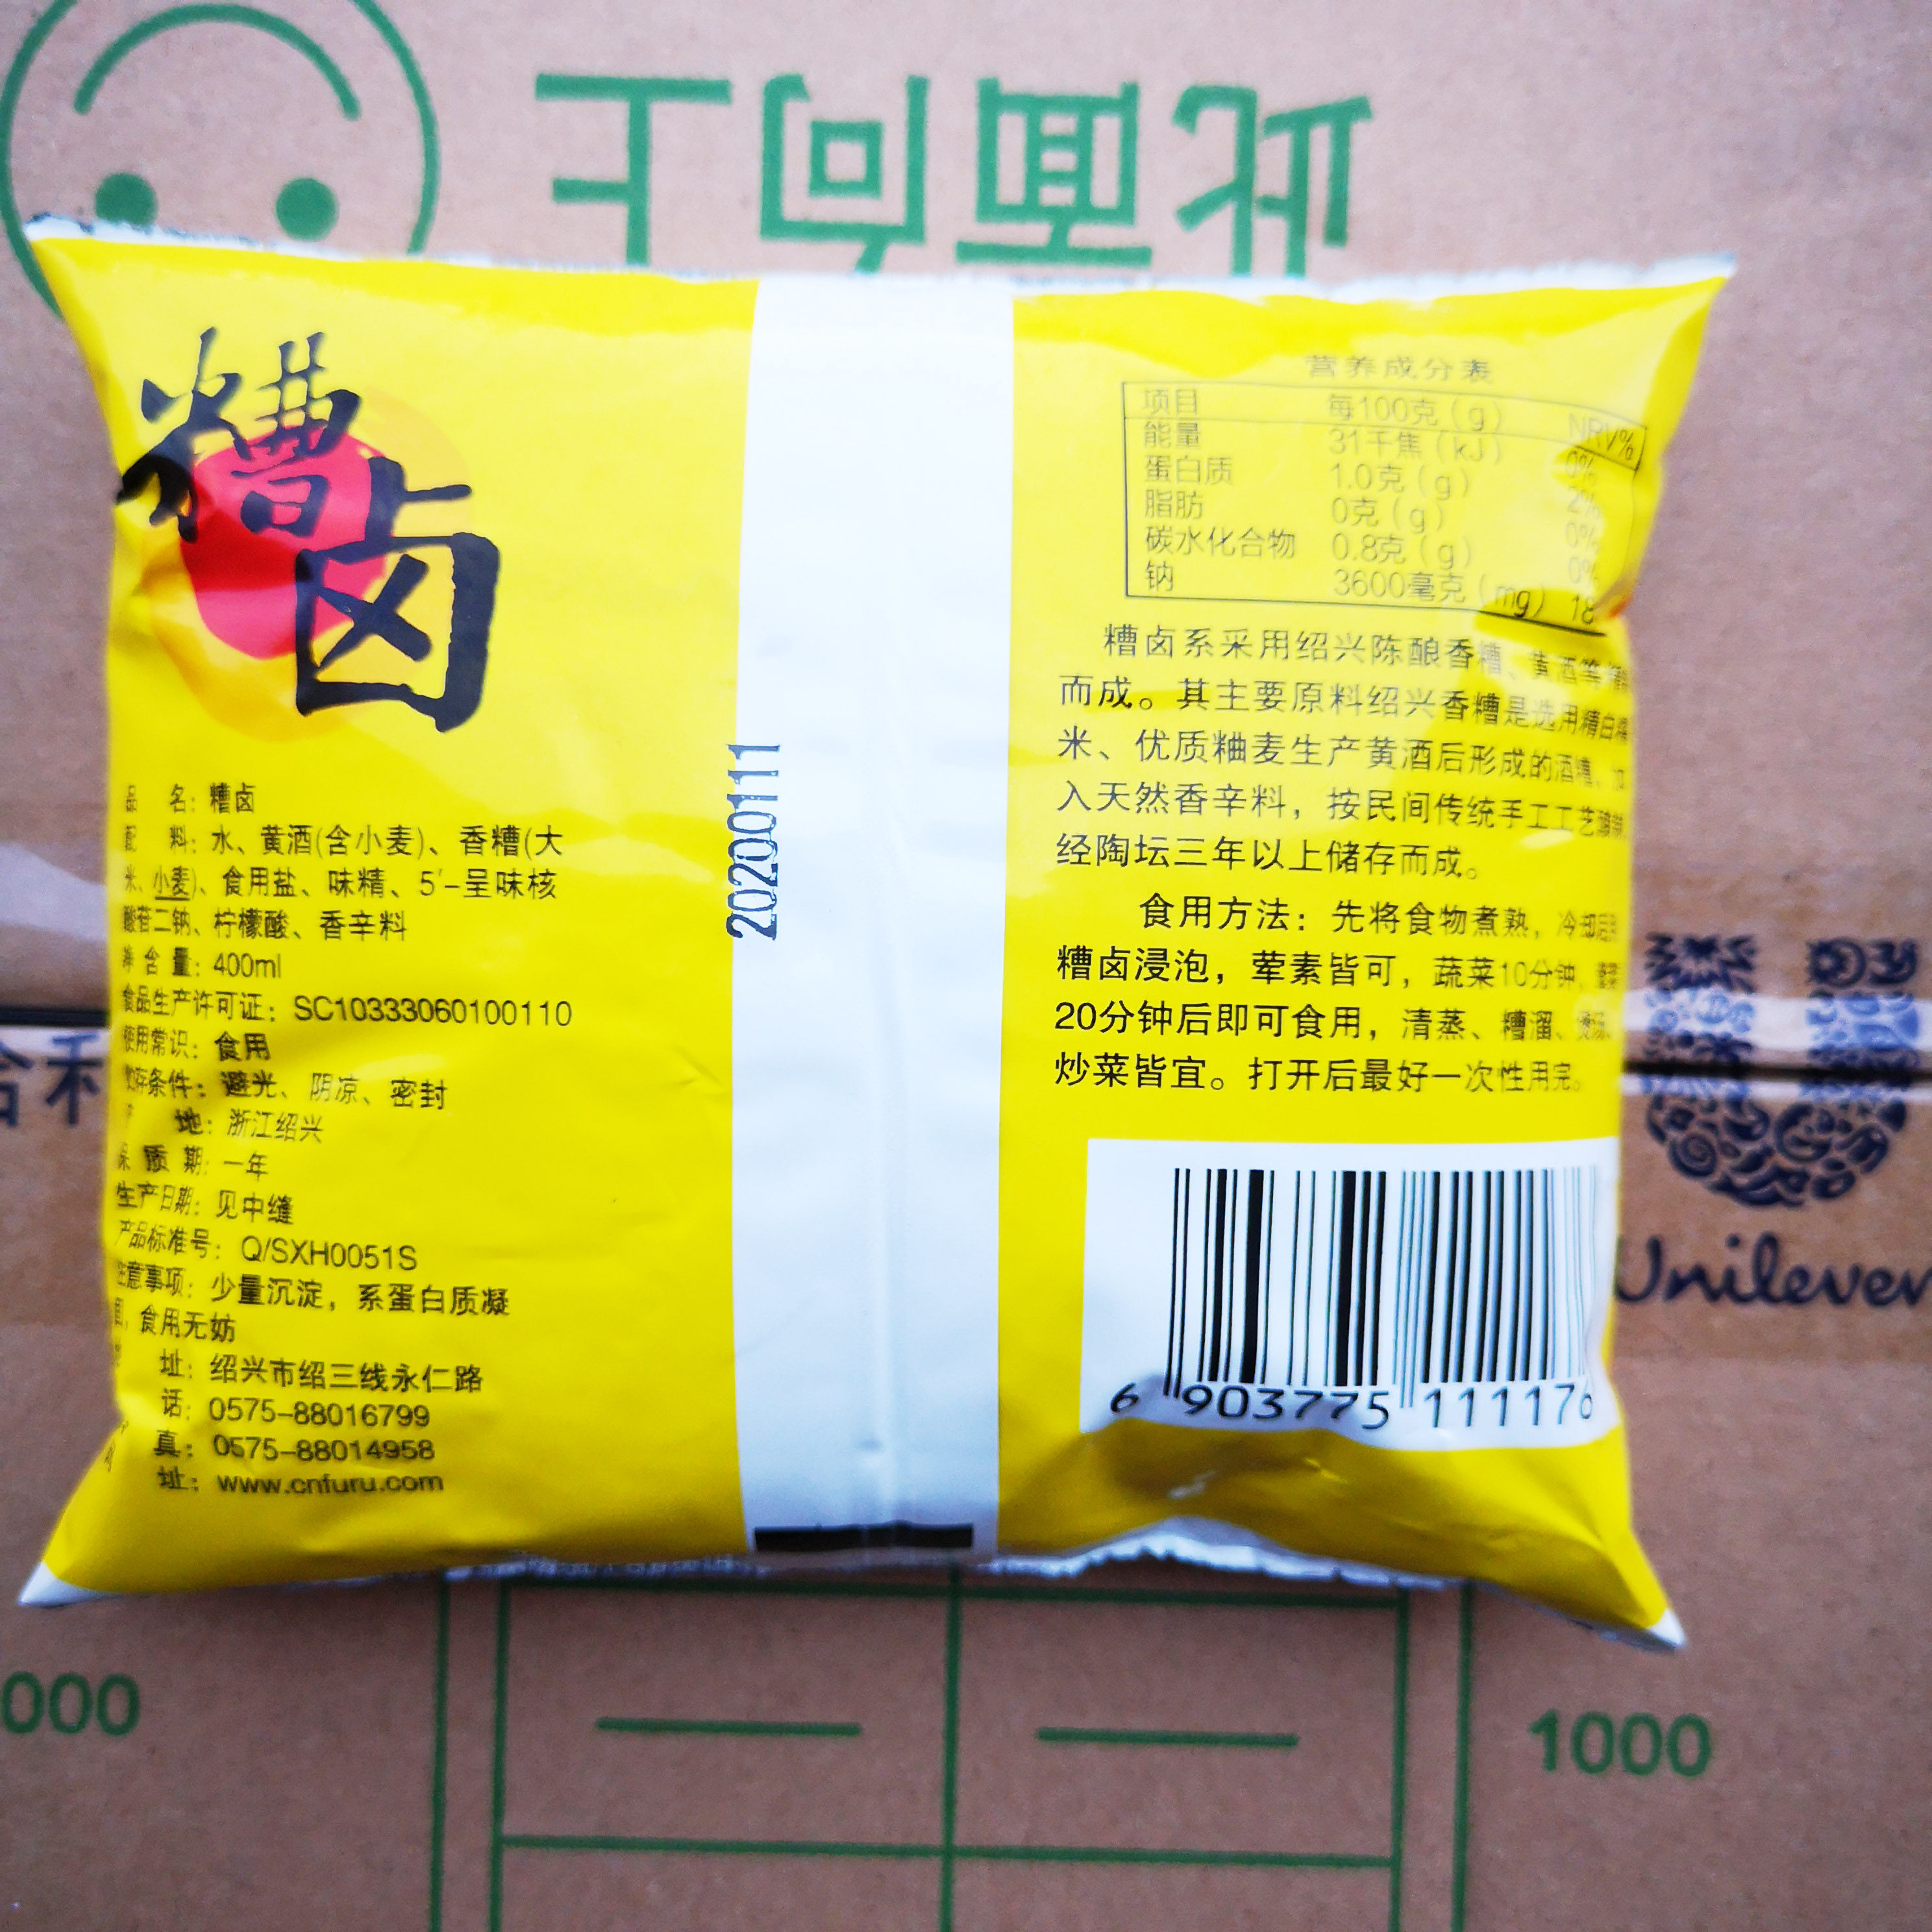 此面向上
糟卤
品 名：糟卤
配 料：水、黄酒(含小麦)、香糟(大
米、小麦)、食用盐、味精、5′-呈味核
酸苷二钠、柠檬酸、香辛料
净含量：400ml
食品生产许可证：SC10333060100110
使用常识：食用
贮存条件：避光、阴凉、密封
地：浙江绍兴
保质期：一年
生产日期：见中缝
产品标准号：Q/SXH0051S
注意事项：少量沉淀，系蛋白质凝
固，食用无妨
址：绍兴市绍三线永仁路
话：0575-88016799
真：0575-88014958
址：www.cnfuru.com
20200111
营养成分表
项目 每100克（g） NRV%
能量 31千焦（kJ） 0%
蛋白质 1.0克（g） 2%
脂肪 0克（g） 0%
碳水化合物 0.8克（g） 0%
钠 3600毫克（mg） 18
糟卤系采用绍兴陈酿香糟、黄酒等
而成。其主要原料绍兴香糟是选用精白
米、优质粬麦生产黄酒后形成的酒糟，加
入天然香辛料，按民间传统手工工艺
经陶坛三年以上储存而成。
食用方法：先将食物煮熟，冷却后
糟卤浸泡，荤素皆可，蔬菜10分钟，
20分钟后即可食用，清蒸、糟溜、
炒菜皆宜。打开后最好一次性用完。
6 903775 111176
Unilever
000
1000